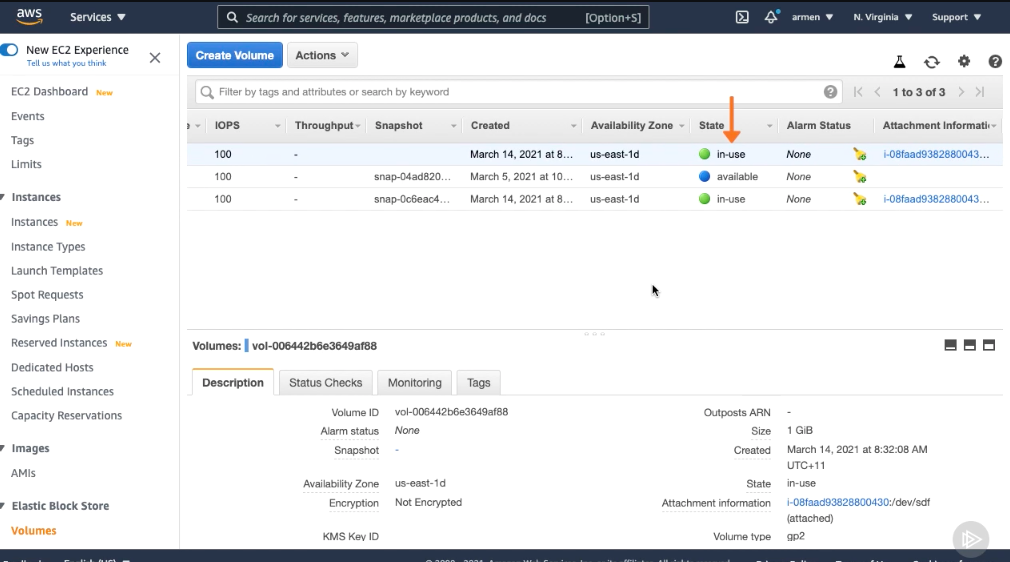 aws Services Search for services, features, marketplace products, and docs [Option+S] armen N. Virginia Support
New EC2 Experience
Tell us what you think
EC2 Dashboard New
Events
Tags
Limits
Instances
Instances New
Instance Types
Launch Templates
Spot Requests
Savings Plans
Reserved Instances New
Dedicated Hosts
Scheduled Instances
Capacity Reservations
Images
AMIs
Elastic Block Store
Volumes
Create Volume Actions
Filter by tags and attributes or search by keyword 1 to 3 of 3
IOPS Throughput Snapshot Created Availability Zone State Alarm Status Attachment Informati
100 - March 14, 2021 at 8... us-east-1d in-use None i-08faad9382880043...
100 - snap-04ad820... March 5, 2021 at 10... us-east-1d available None
100 - snap-0c6eac4... March 14, 2021 at 8... us-east-1d in-use None i-08faad9382880043...
Volumes: vol-006442b6e3649af88
Description Status Checks Monitoring Tags
Volume ID vol-006442b6e3649af88
Alarm status None
Snapshot -
Availability Zone us-east-1d
Encryption Not Encrypted
KMS Key ID
Outposts ARN -
Size 1 GiB
Created March 14, 2021 at 8:32:08 AM
UTC+11
State in-use
Attachment information i-08faad93828800430:/dev/sdf
(attached)
Volume type gp2